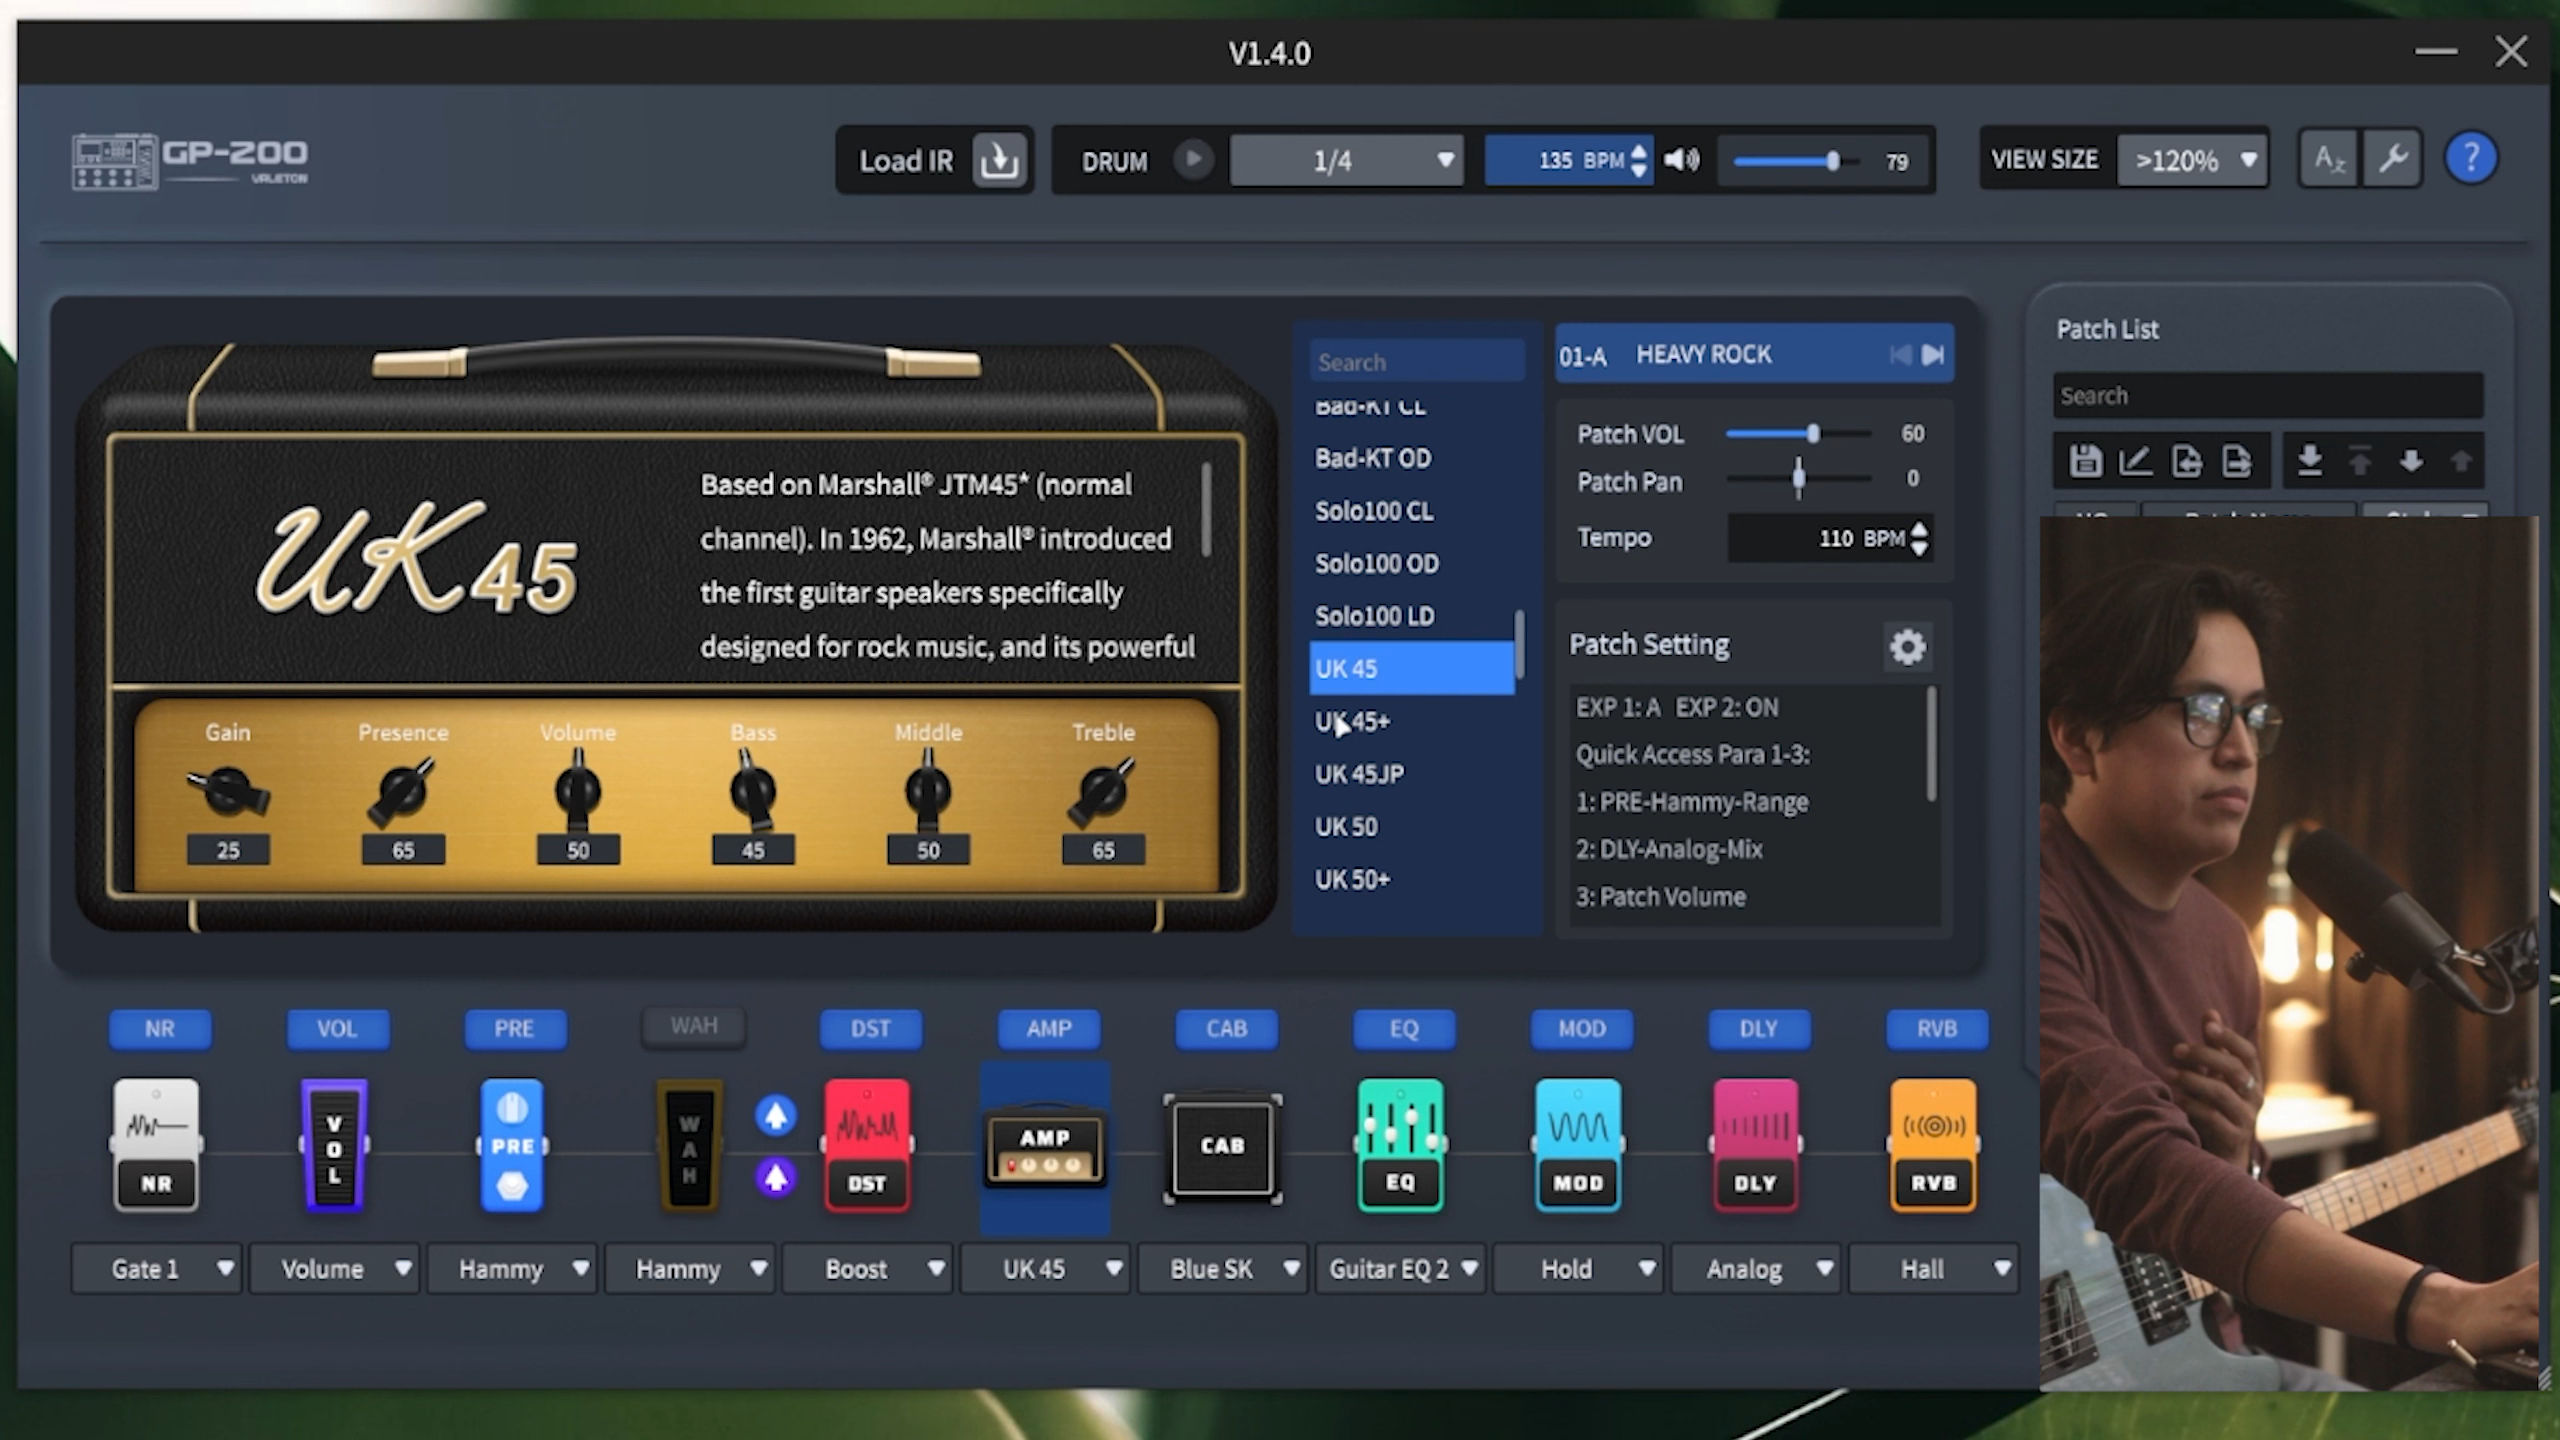 V1.4.0
GP-200
VALETON
Load IR
DRUM
1/4
135 BPM
79
VIEW SIZE
>120%
?
UK 45
Based on Marshall® JTM45* (normal
channel). In 1962, Marshall® introduced
the first guitar speakers specifically
designed for rock music, and its powerful
Gain
Presence
Volume
Bass
Middle
Treble
25
65
50
45
50
65
Search
Bad-KT CL
Bad-KT OD
Solo100 CL
Solo100 OD
Solo100 LD
UK 45
UK 45+
UK 45JP
UK 50
UK 50+
01-A HEAVY ROCK
Patch VOL 60
Patch Pan 0
Tempo 110 BPM
Patch Setting
EXP 1: A EXP 2: ON
Quick Access Para 1-3:
1: PRE-Hammy-Range
2: DLY-Analog-Mix
3: Patch Volume
Patch List
Search
NR
VOL
PRE
WAH
DST
AMP
CAB
EQ
MOD
DLY
RVB
NR
VOL
PRE
WAH
DST
AMP
CAB
EQ
MOD
DLY
RVB
Gate 1
Volume
Hammy
Hammy
Boost
UK 45
Blue SK
Guitar EQ 2
Hold
Analog
Hall